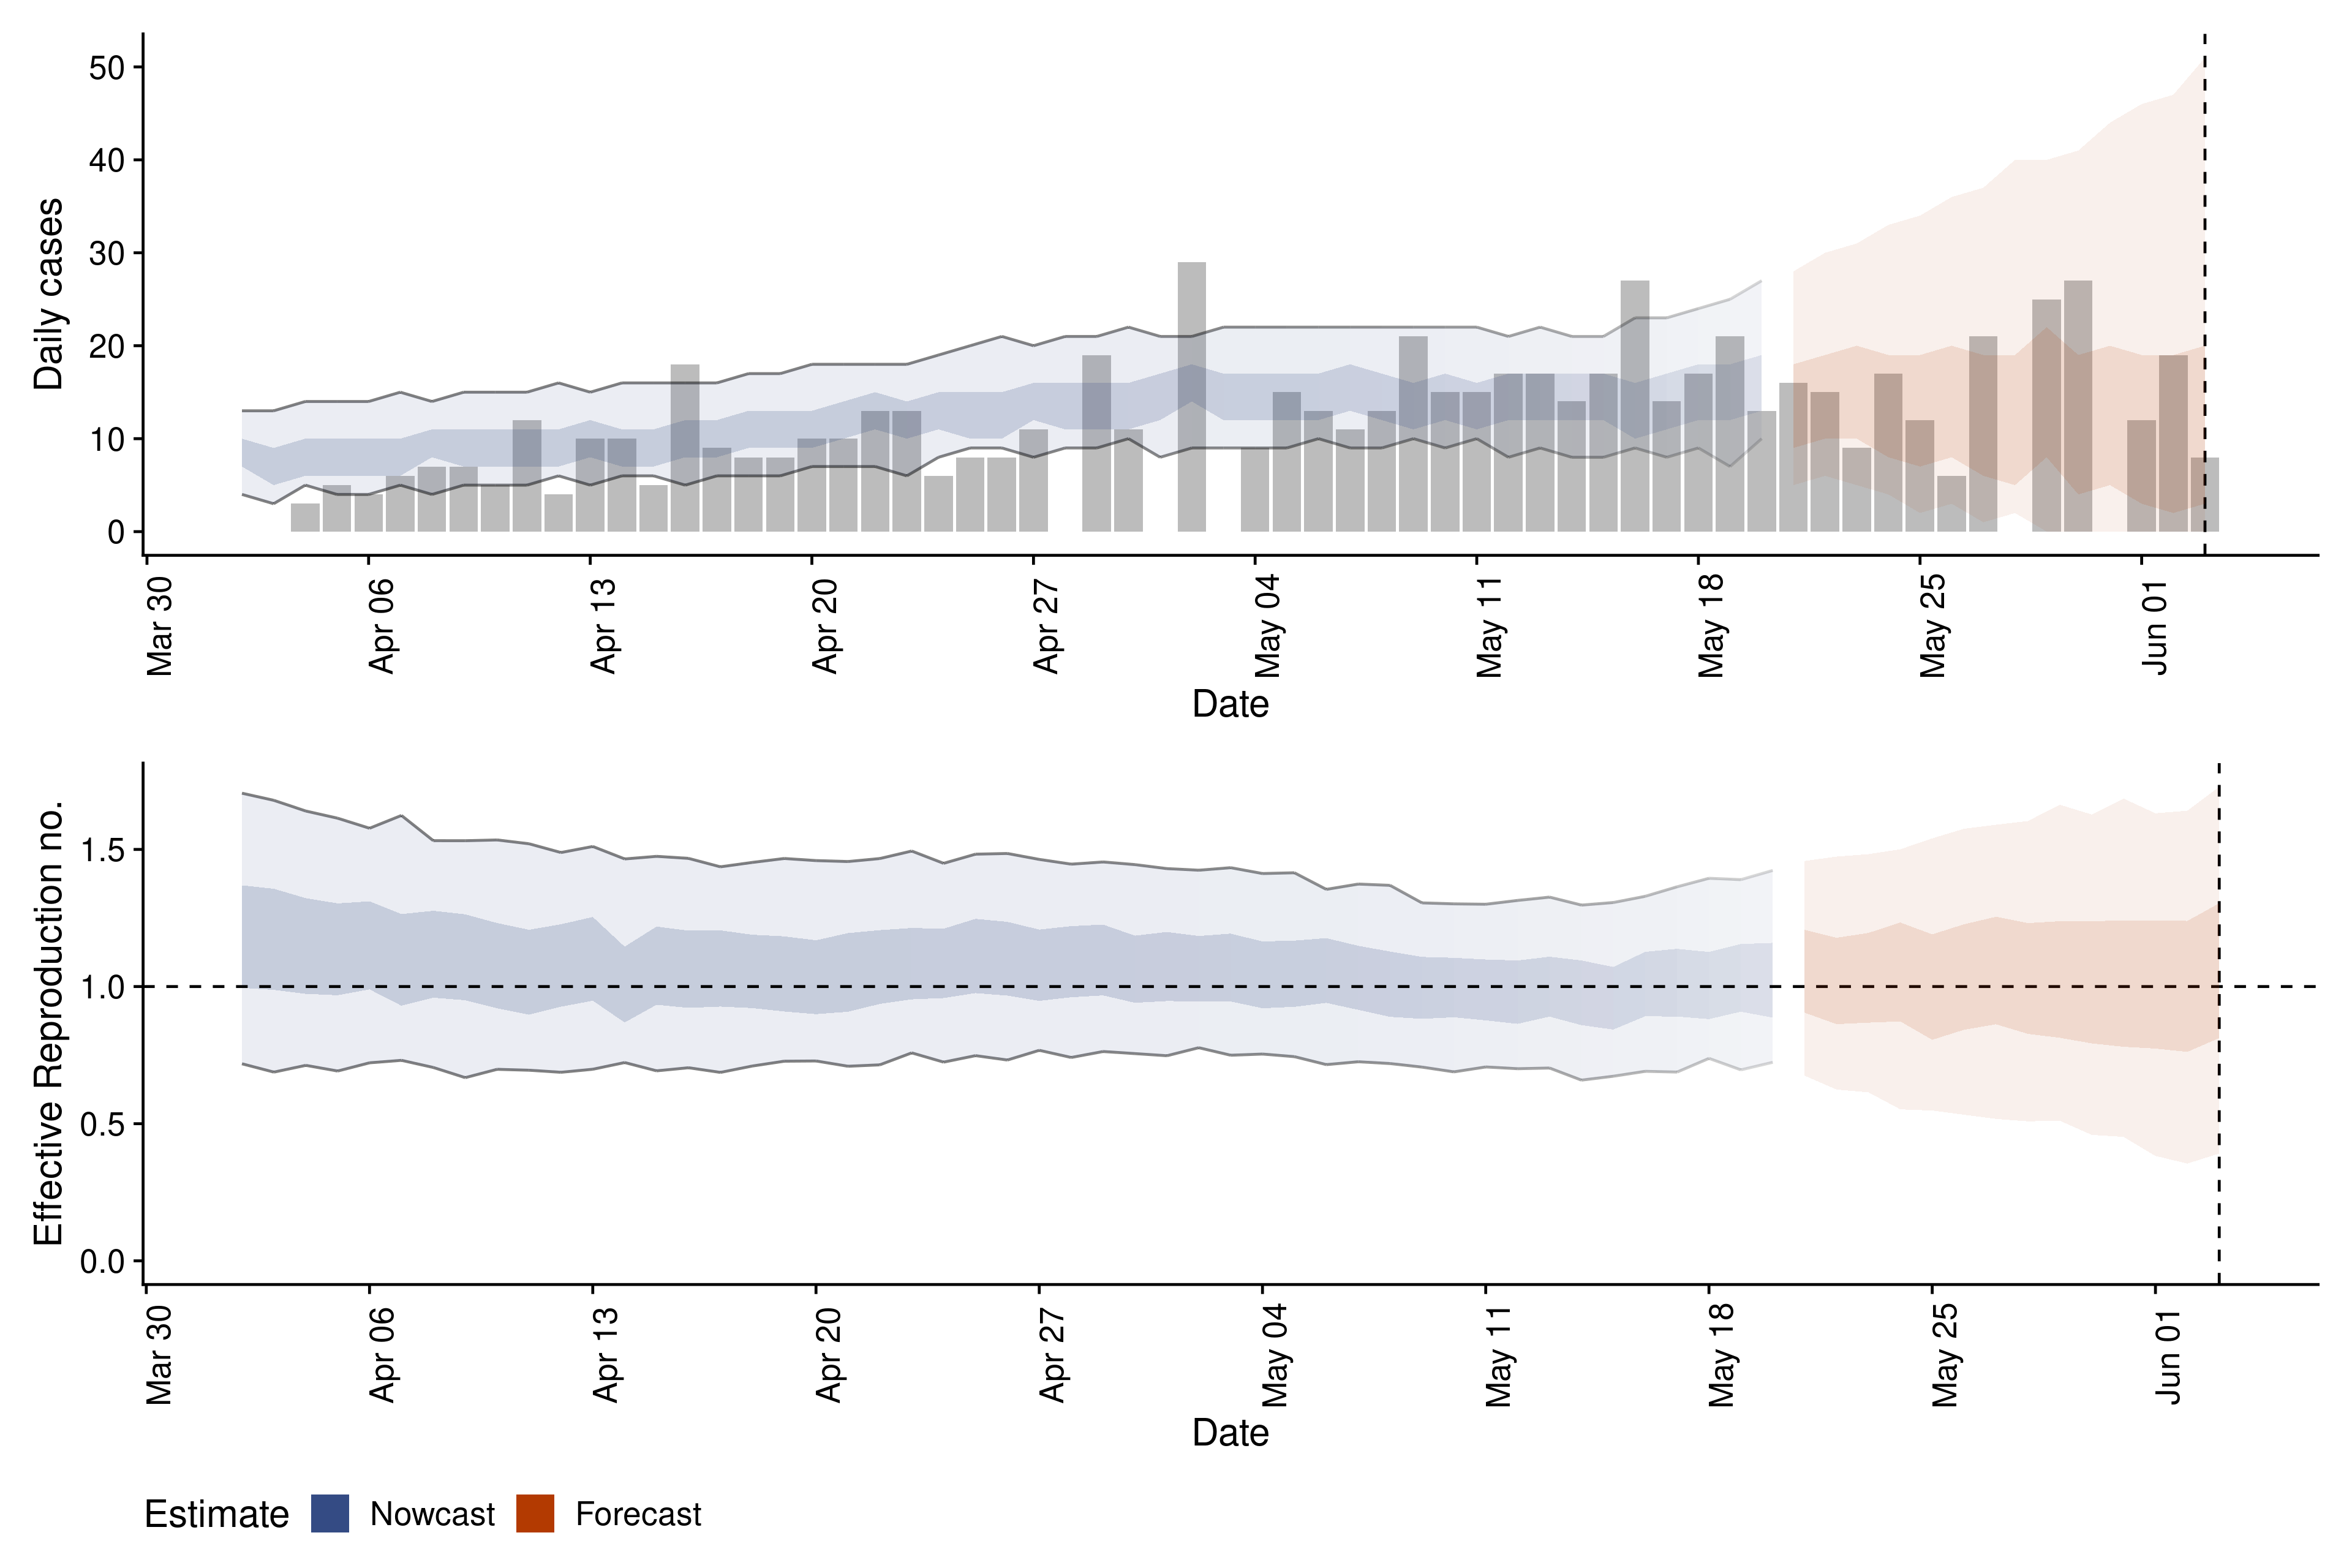 Daily cases
50
40
30
20
10
0
Mar 30
Apr 06
Apr 13
Apr 20
Apr 27
May 04
May 11
May 18
May 25
Jun 01
Date
Effective Reproduction no.
1.5
1.0
0.5
0.0
Mar 30
Apr 06
Apr 13
Apr 20
Apr 27
May 04
May 11
May 18
May 25
Jun 01
Date
Estimate Nowcast Forecast